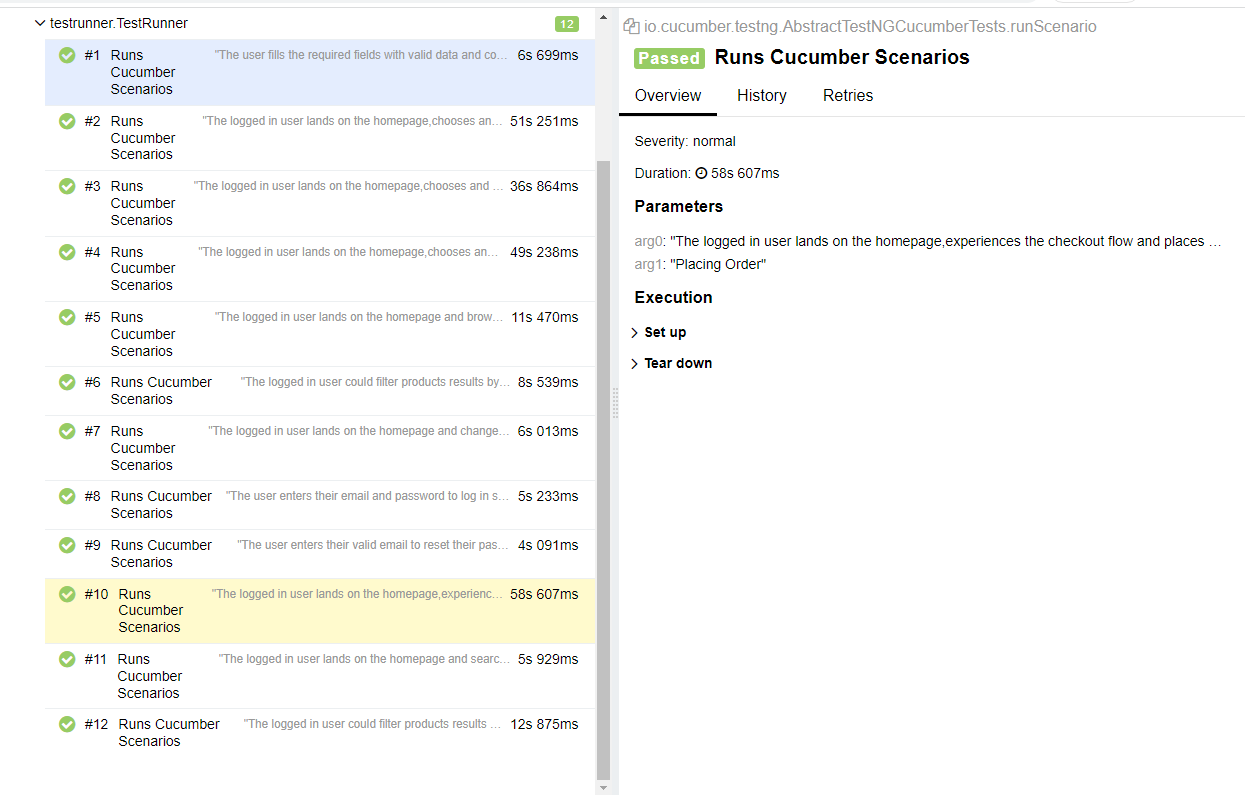 testrunner.TestRunner 12
#1 Runs "The user fills the required fields with valid data and co... 6s 699ms
Cucumber
Scenarios
#2 Runs "The logged in user lands on the homepage,chooses an... 51s 251ms
Cucumber
Scenarios
#3 Runs "The logged in user lands on the homepage,chooses and ... 36s 864ms
Cucumber
Scenarios
#4 Runs "The logged in user lands on the homepage,chooses an... 49s 238ms
Cucumber
Scenarios
#5 Runs "The logged in user lands on the homepage and brow... 11s 470ms
Cucumber
Scenarios
#6 Runs Cucumber "The logged in user could filter products results by... 8s 539ms
Scenarios
#7 Runs "The logged in user lands on the homepage and change... 6s 013ms
Cucumber
Scenarios
#8 Runs Cucumber "The user enters their email and password to log in s... 5s 233ms
Scenarios
#9 Runs Cucumber "The user enters their valid email to reset their pas... 4s 091ms
Scenarios
#10 Runs "The logged in user lands on the homepage,experienc... 58s 607ms
Cucumber
Scenarios
#11 Runs "The logged in user lands on the homepage and searc... 5s 929ms
Cucumber
Scenarios
#12 Runs Cucumber "The logged in user could filter products results ... 12s 875ms
Scenarios
io.cucumber.testng.AbstractTestNGCucumberTests.runScenario
Passed Runs Cucumber Scenarios
Overview History Retries
Severity: normal
Duration: 58s 607ms
Parameters
arg0: "The logged in user lands on the homepage,experiences the checkout flow and places ...
arg1: "Placing Order"
Execution
Set up
Tear down